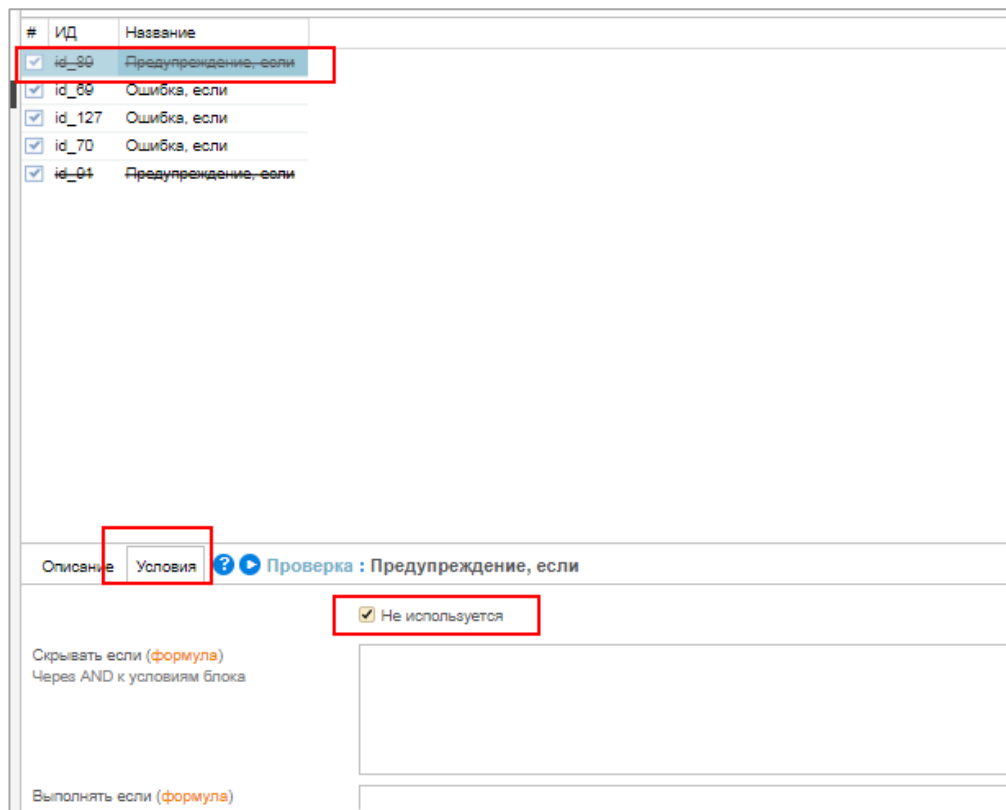 # ИД Название
id_89 Предупреждение, если
id_69 Ошибка, если
id_127 Ошибка, если
id_70 Ошибка, если
id_91 Предупреждение, если
Описание Условия ? Проверка : Предупреждение, если
Не используется
Скрывать если (формула)
Через AND к условиям блока
Выполнять если (формула)